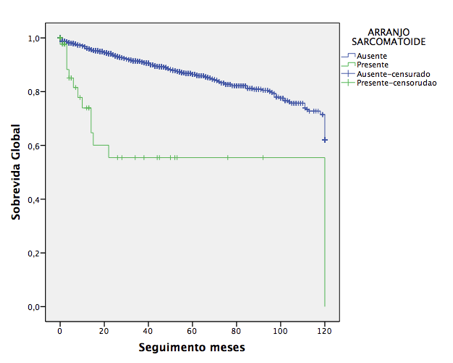 ARRANJO
SARCOMATOIDE
Ausente
Presente
Ausente-censurado
Presente-censorudao
1,0
0,8
0,6
0,4
0,2
0,0
Sobrevida Global
0 20 40 60 80 100 120
Seguimento meses